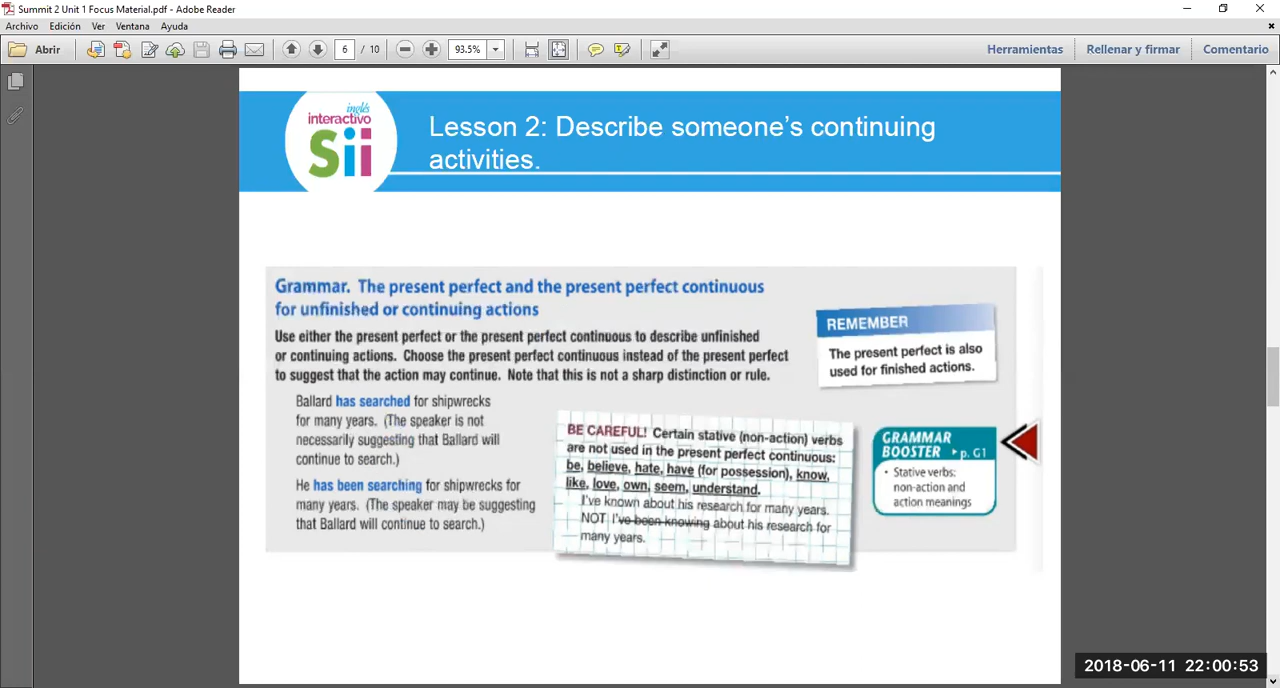 Summit 2 Unit 1 Focus Material.pdf - Adobe Reader
Archivo Edición Ver Ventana Ayuda
Abrir
6 / 10
93.5%
Herramientas
Rellenar y firmar
Comentario
inglés
interactivo
Sii
Lesson 2: Describe someone's continuing
activities.
Grammar. The present perfect and the present perfect continuous
for unfinished or continuing actions
Use either the present perfect or the present perfect continuous to describe unfinished
or continuing actions. Choose the present perfect continuous instead of the present perfect
to suggest that the action may continue. Note that this is not a sharp distinction or rule.
Ballard has searched for shipwrecks
for many years. (The speaker is not
necessarily suggesting that Ballard will
continue to search.)
He has been searching for shipwrecks for
many years. (The speaker may be suggesting
that Ballard will continue to search.)
REMEMBER
The present perfect is also
used for finished actions.
BE CAREFUL! Certain stative (non-action) verbs
are not used in the present perfect continuous:
be, believe, hate, have (for possession), know,
like, love, own, seem, understand.
I've known about his research for many years.
NOT I've been knowing about his research for
many years.
GRAMMAR
BOOSTER ▸ p. G1
• Stative verbs:
non-action and
action meanings
2018-06-11 22:00:53